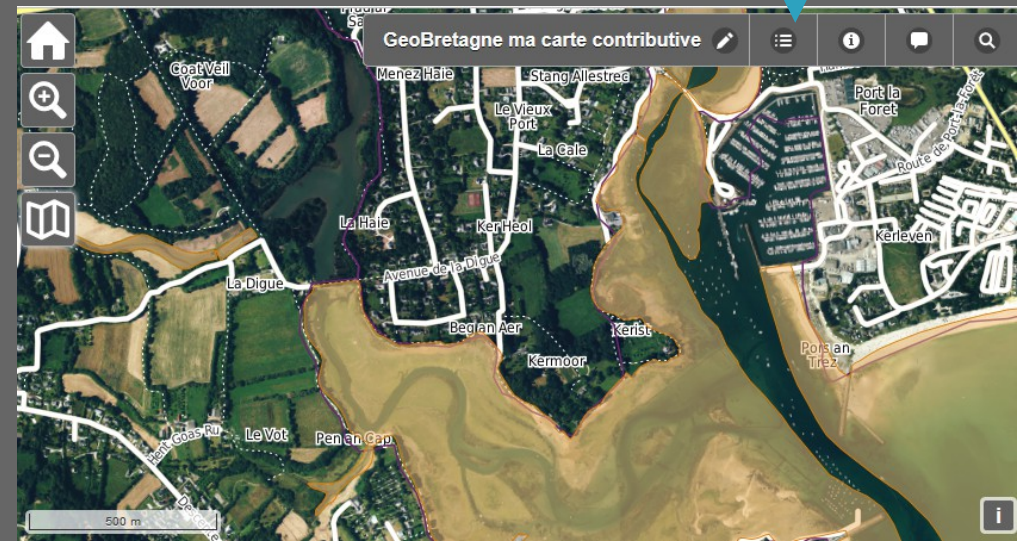 GeoBretagne ma carte contributive
Coat Veil
Voor
Menez Haie
Stang Allestrec
Port la
Foret
Le Vieux
Port
La Cale
Route de Port-la-Forêt
La Haie
Ker Héol
Kerleven
Avenue de la Digue
La Digue
Beg an Aer
Kerist
Kermoor
Pors an
Trez
Hent Goas Ru
Le Vot
Pen an Cap
500 m
i